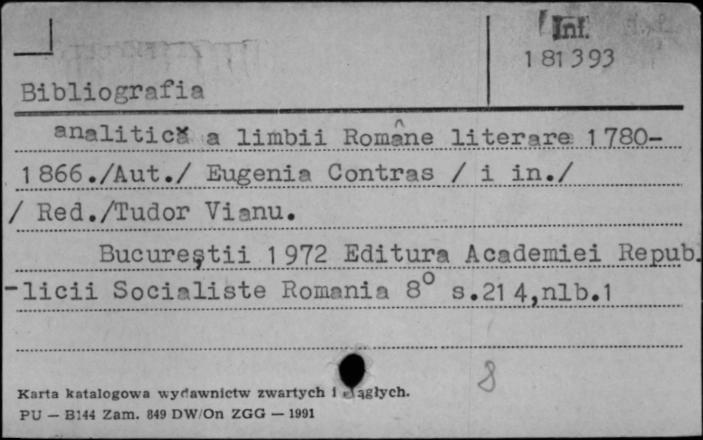 Inf.
181393
Bibliografia
analitică a limbii Române literare 1780-
1866./Aut./ Eugenia Contras / i in./
/ Red./Tudor Vianu.
Bucureștii 1972 Editura Academiei Repub.
-licii Socialiste Romania 8° s.214,nlb.1
8
Karta katalogowa wydawnictw zwartych i ciągłych.
PU — B144 Zam. 849 DW/On ZGG — 1991